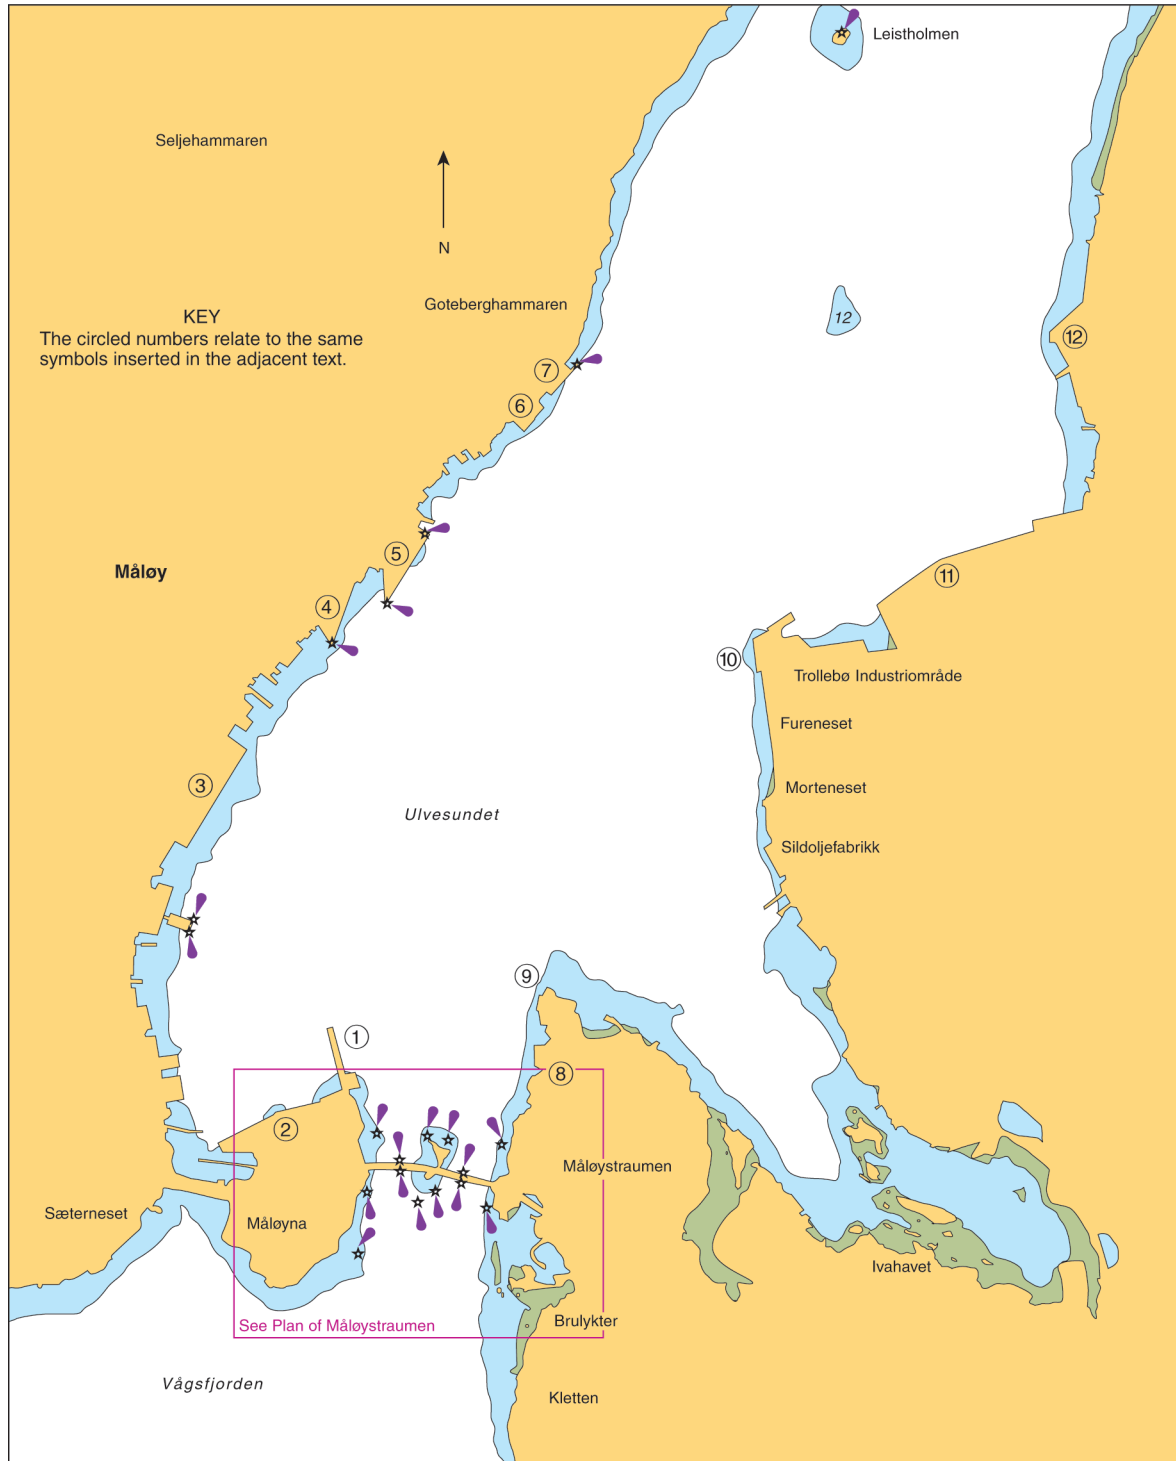 Leistholmen
Seljehammaren
N
Goteberghammaren
KEY
The circled numbers relate to the same
symbols inserted in the adjacent text.
12
12
7
6
5
Måløy
11
4
10
Trollebø Industriområde
Fureneset
3
Morteneset
Ulvesundet
Sildoljefabrikk
9
1
8
2
Måløystraumen
Sæterneset
Måløyna
Ivahavet
See Plan of Måløystraumen
Brulykter
Vågsfjorden
Kletten